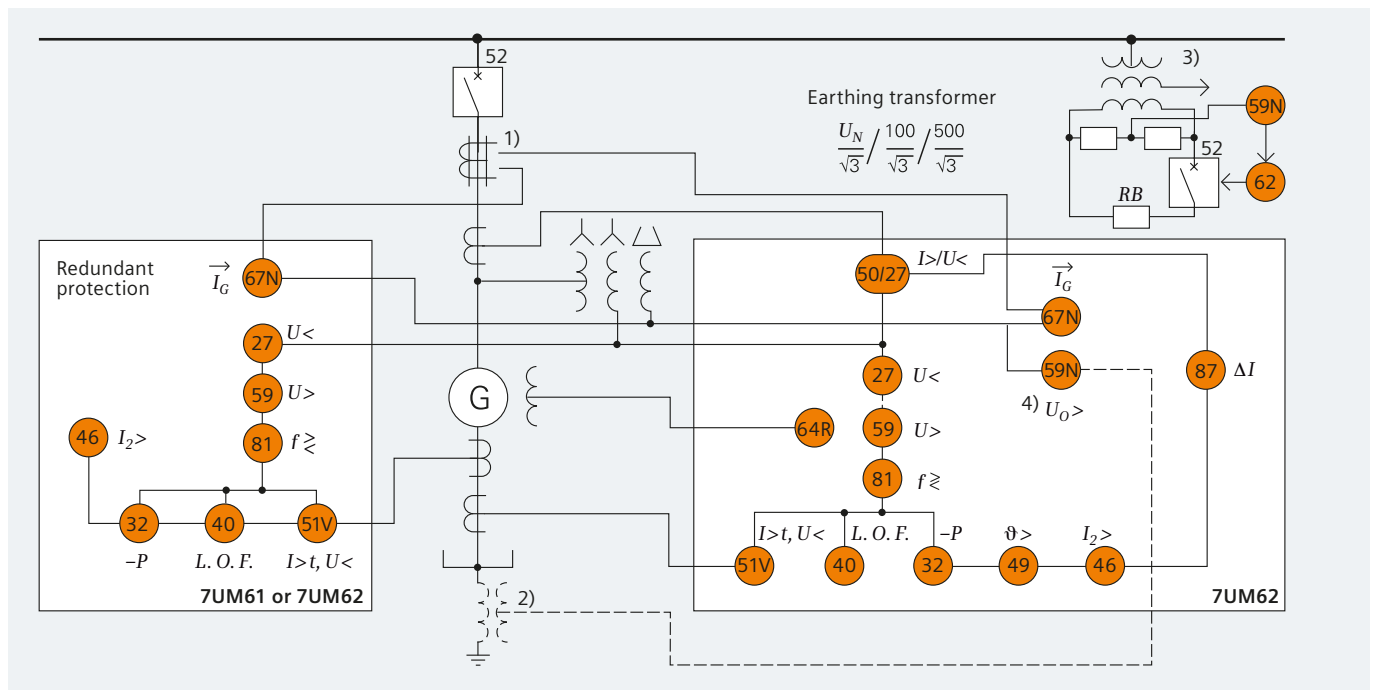 52
1)
Earthing transformer
U_N/√3 / 100/√3 / 500/√3
3)
59N
52
62
RB
Redundant
protection
I_G
67N
27 U<
59 U>
81 f≷
46 I₂>
32
40
51V
–P
L. O. F.
I>t, U<
7UM61 or 7UM62
G
2)
50/27
I>/U<
I_G
67N
59N
4) U_O>
87 ΔI
27 U<
64R
59 U>
81 f≷
I>t, U<
L. O. F.
–P
ϑ>
I₂>
51V
40
32
49
46
7UM62